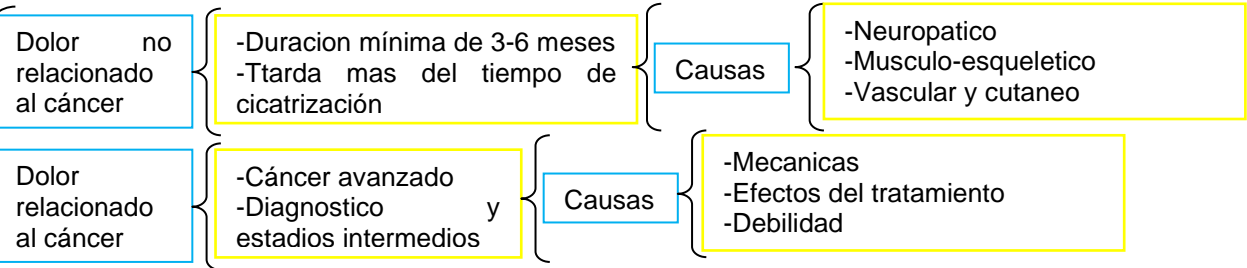 Dolor no
relacionado
al cáncer
-Duracion mínima de 3-6 meses
-Ttarda mas del tiempo de
cicatrización
Causas
-Neuropatico
-Musculo-esqueletico
-Vascular y cutaneo
Dolor
relacionado
al cáncer
-Cáncer avanzado
-Diagnostico y
estadios intermedios
Causas
-Mecanicas
-Efectos del tratamiento
-Debilidad